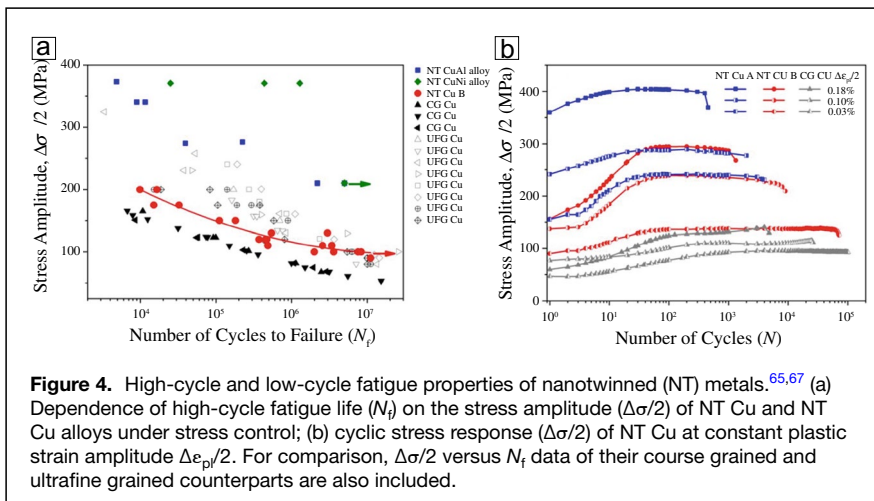 a
Stress Amplitude, Δσ /2 (MPa)
400
300
200
100
10⁴
10⁵
10⁶
10⁷
Number of Cycles to Failure (Nf)
NT CuAl alloy
NT CuNi alloy
NT Cu B
CG Cu
CG Cu
CG Cu
UFG Cu
UFG Cu
UFG Cu
UFG Cu
UFG Cu
UFG Cu
UFG Cu
b
Stress Amplitude, Δσ /2 (MPa)
400
350
300
250
200
150
100
50
0
10⁰
10¹
10²
10³
10⁴
10⁵
Number of Cycles (N)
NT Cu A NT CU B CG CU Δεpl/2
0.18%
0.10%
0.03%
Figure 4. High-cycle and low-cycle fatigue properties of nanotwinned (NT) metals.65,67 (a)
Dependence of high-cycle fatigue life (Nf) on the stress amplitude (Δσ/2) of NT Cu and NT
Cu alloys under stress control; (b) cyclic stress response (Δσ/2) of NT Cu at constant plastic
strain amplitude Δεpl/2. For comparison, Δσ/2 versus Nf data of their course grained and
ultrafine grained counterparts are also included.